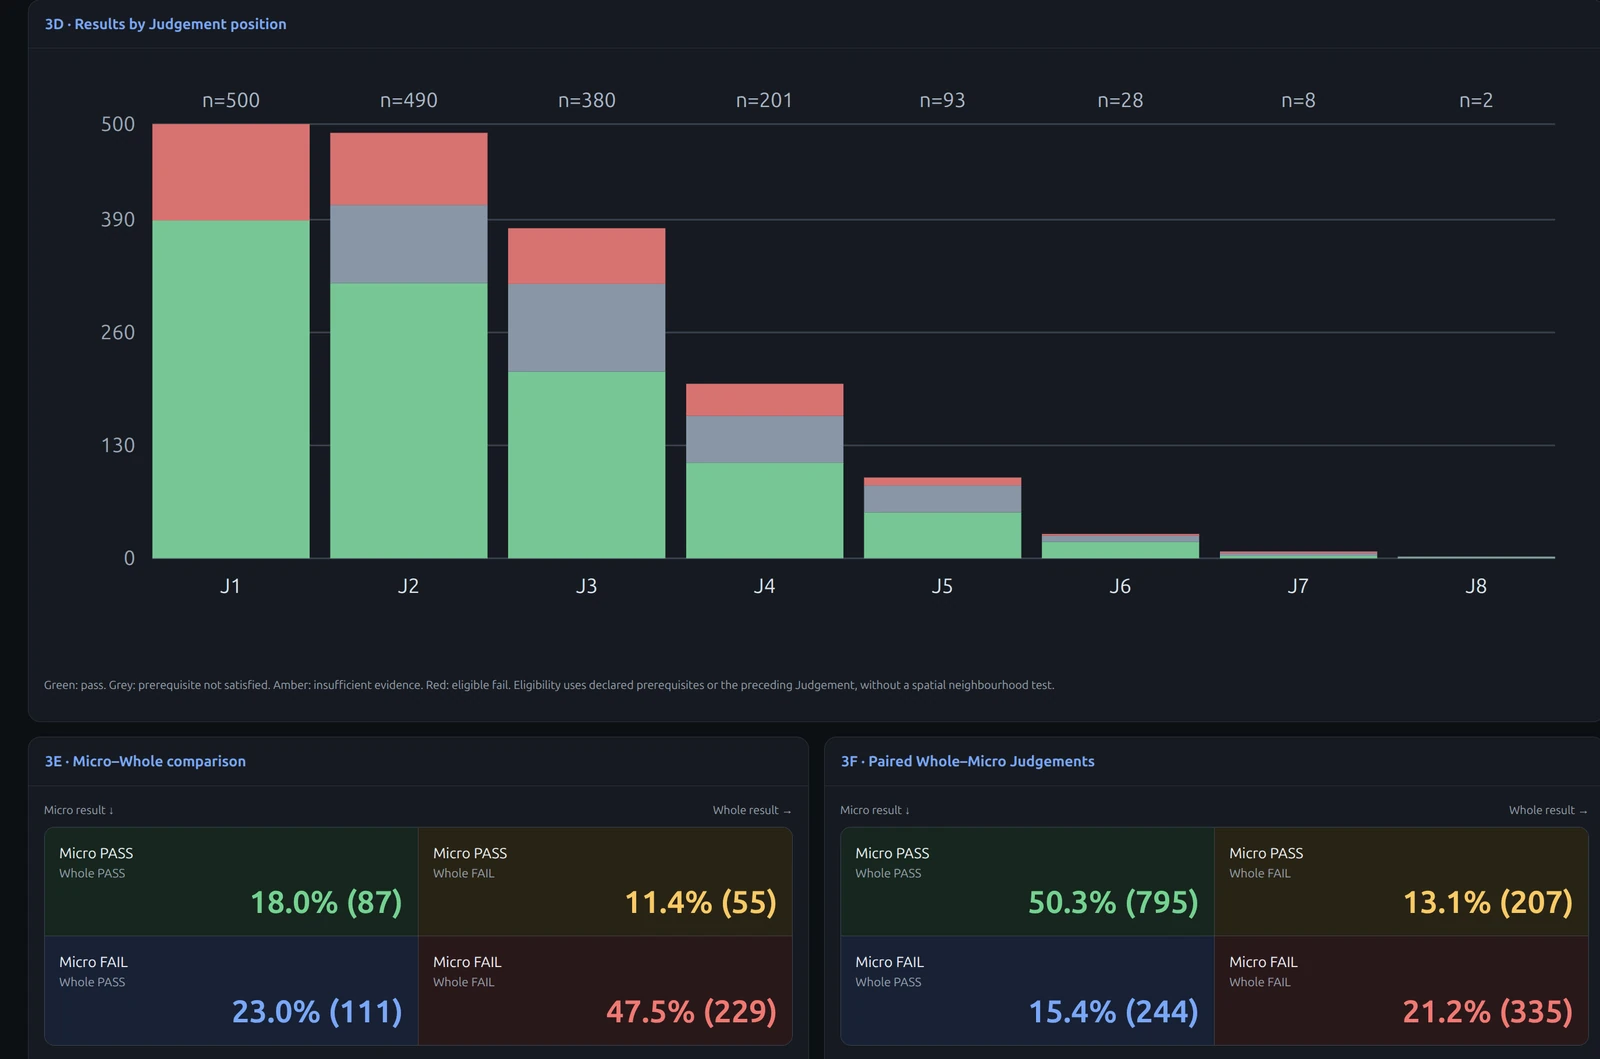 3D · Results by Judgement position
n=500 n=490 n=380 n=201 n=93 n=28 n=8 n=2
500
390
260
130
0
J1 J2 J3 J4 J5 J6 J7 J8
Green: pass. Grey: prerequisite not satisfied. Amber: insufficient evidence. Red: eligible fail. Eligibility uses declared prerequisites or the preceding Judgement, without a spatial neighbourhood test.
3E · Micro–Whole comparison
Micro result ↓ Whole result →
Micro PASS
Whole PASS
18.0% (87)
Micro PASS
Whole FAIL
11.4% (55)
Micro FAIL
Whole PASS
23.0% (111)
Micro FAIL
Whole FAIL
47.5% (229)
3F · Paired Whole–Micro Judgements
Micro result ↓ Whole result →
Micro PASS
Whole PASS
50.3% (795)
Micro PASS
Whole FAIL
13.1% (207)
Micro FAIL
Whole PASS
15.4% (244)
Micro FAIL
Whole FAIL
21.2% (335)